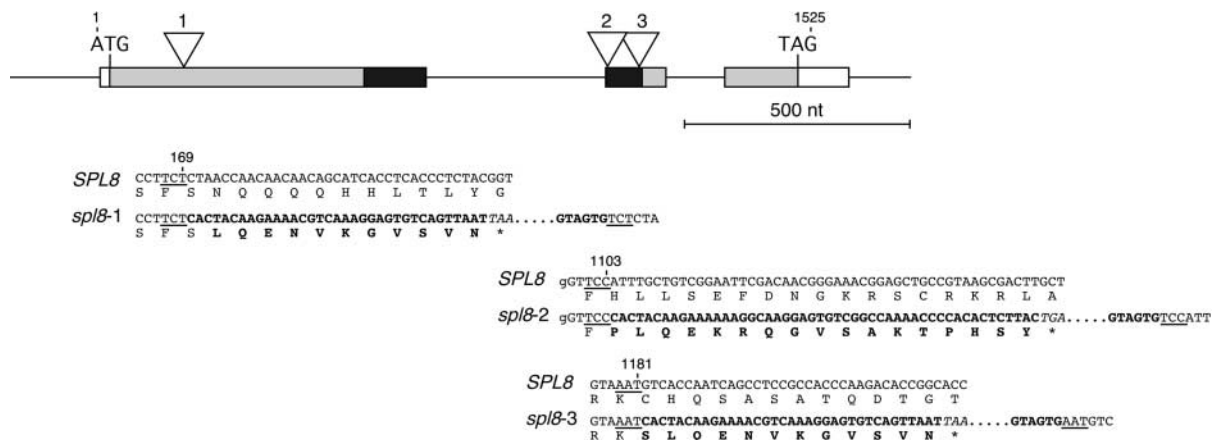 1 1 2 3 1525
ATG TAG
500 nt
169
SPL8 CCTTCTCTAACCAACAACAACAGCATCACCTCACCCTCTACGGT
S F S N Q Q Q Q H H L T L Y G
spl8-1 CCTTCTCACTACAAGAAAACGTCAAAGGAGTGTCAGTTAATTAA.....GTAGTGTCTCTA
S F S L Q E N V K G V S V N *
1103
SPL8 gGTTCCATTTGCTGTCGGAATTCGACAACGGGAAACGGAGCTGCCGTAAGCGACTTGCT
F H L L S E F D N G K R S C R K R L A
spl8-2 gGTTCCCACTACAAGAAAAAAGGCAAGGAGTGTCGGCCAAAACCCCACACTCTTACTGA.....GTAGTGTCCATT
F P L Q E K R Q G V S A K T P H S Y *
1181
SPL8 GTAAATGTCACCAATCAGCCTCCGCCACCCAAGACACCGGCACC
R K C H Q S A S A T Q D T G T
spl8-3 GTAAATCACTACAAGAAAACGTCAAAGGAGTGTCAGTTAATTAA.....GTAGTGAATGTC
R K S L Q E N V K G V S V N *